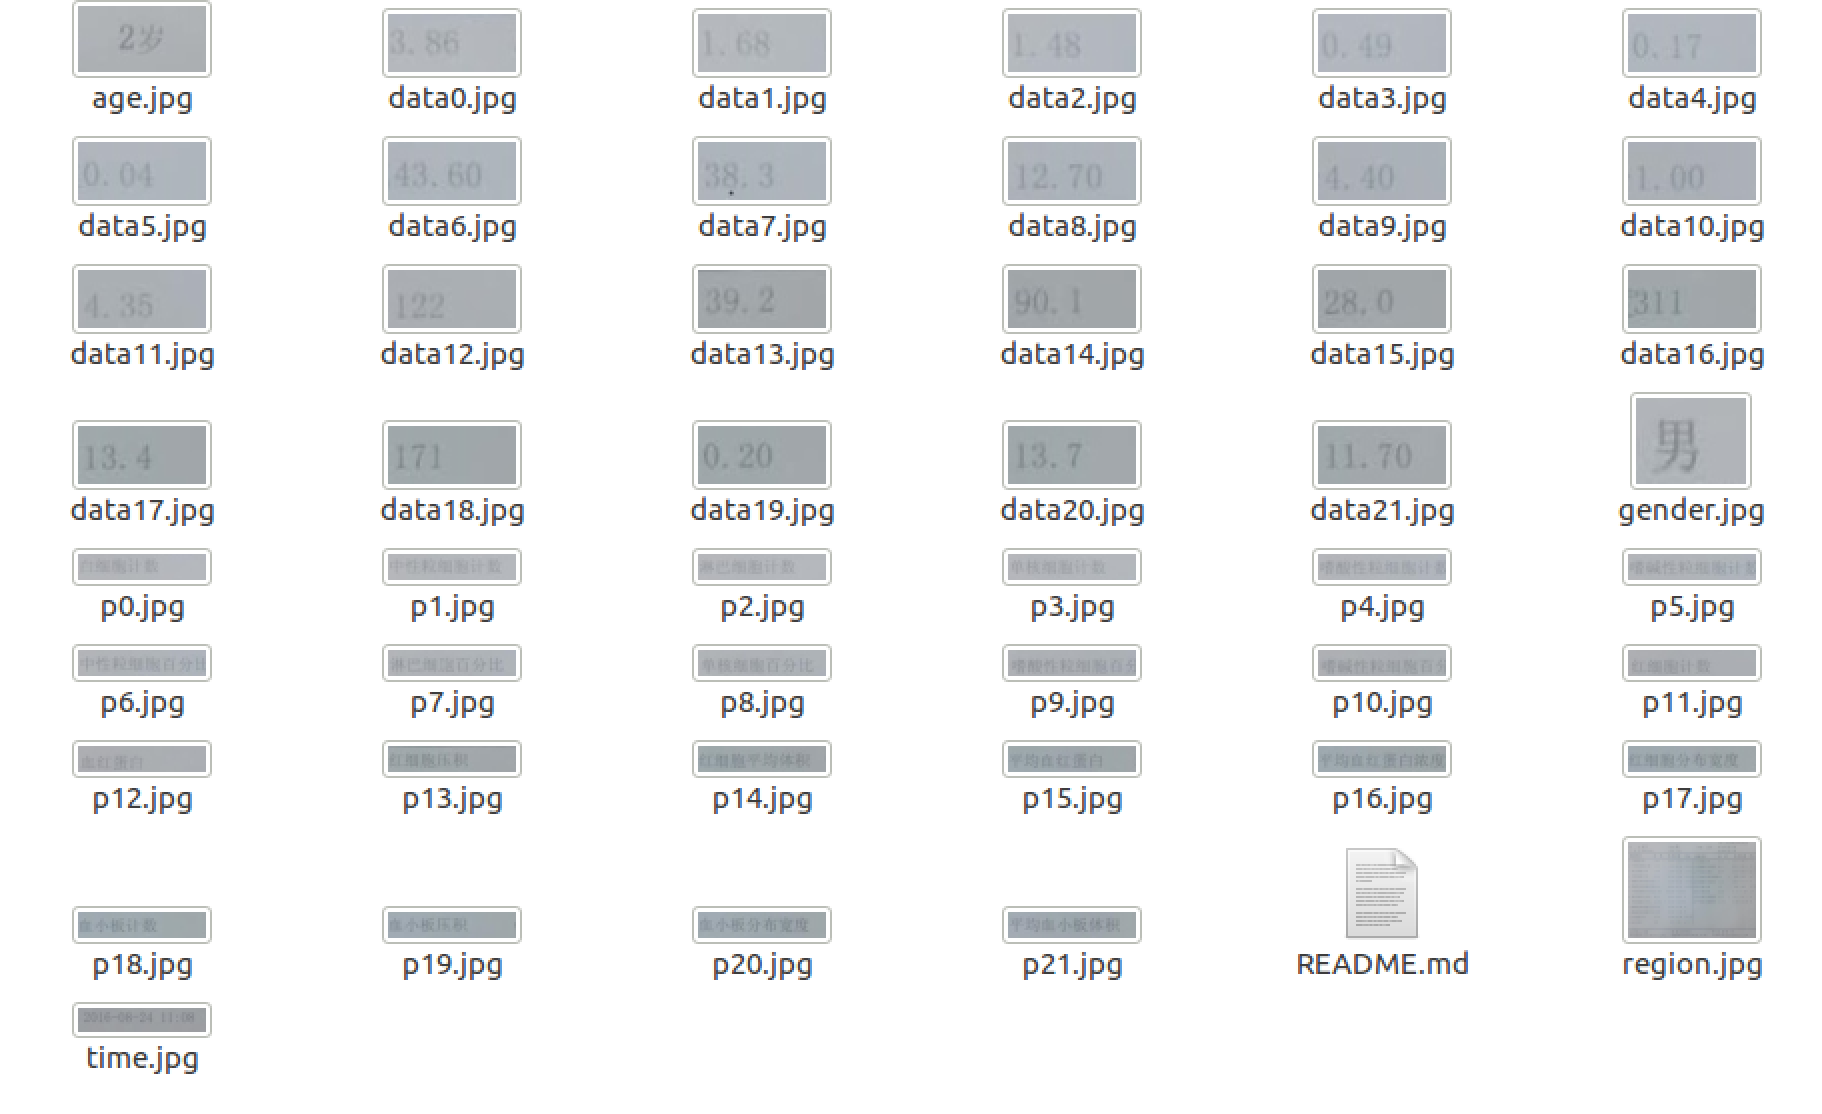 2岁 3.86 1.68 1.48 0.49 0.17
age.jpg data0.jpg data1.jpg data2.jpg data3.jpg data4.jpg
0.04 43.60 38.3 12.70 4.40 1.00
data5.jpg data6.jpg data7.jpg data8.jpg data9.jpg data10.jpg
4.35 122 39.2 90.1 28.0 311
data11.jpg data12.jpg data13.jpg data14.jpg data15.jpg data16.jpg
13.4 171 0.20 13.7 11.70 男
data17.jpg data18.jpg data19.jpg data20.jpg data21.jpg gender.jpg
白细胞计数 中性粒细胞计数 淋巴细胞计数 单核细胞计数 嗜酸性粒细胞计数 嗜碱性粒细胞计数
p0.jpg p1.jpg p2.jpg p3.jpg p4.jpg p5.jpg
中性粒细胞百分比 淋巴细胞百分比 单核细胞百分比 嗜酸性粒细胞百分 嗜碱性粒细胞百分 红细胞计数
p6.jpg p7.jpg p8.jpg p9.jpg p10.jpg p11.jpg
血红蛋白 红细胞压积 红细胞平均体积 平均血红蛋白 平均血红蛋白浓度 红细胞分布宽度
p12.jpg p13.jpg p14.jpg p15.jpg p16.jpg p17.jpg
血小板计数 血小板压积 血小板分布宽度 平均血小板体积
p18.jpg p19.jpg p20.jpg p21.jpg README.md region.jpg
2016-08-24 11:08
time.jpg